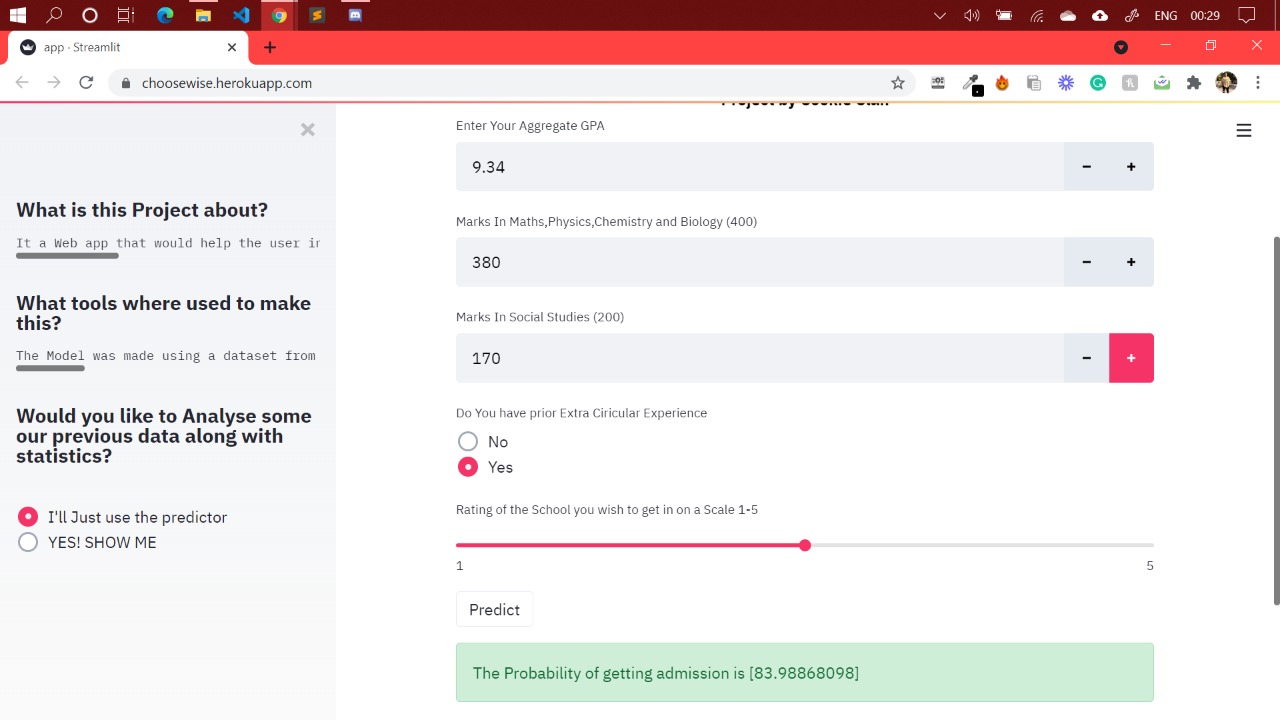 ENG 00:29
app · Streamlit
choosewise.herokuapp.com
What is this Project about?
It a Web app that would help the user in
What tools where used to make
this?
The Model was made using a dataset from
Would you like to Analyse some
our previous data along with
statistics?
I'll Just use the predictor
YES! SHOW ME
Project by
Enter Your Aggregate GPA
9.34
Marks In Maths,Physics,Chemistry and Biology (400)
380
Marks In Social Studies (200)
170
Do You have prior Extra Ciricular Experience
No
Yes
Rating of the School you wish to get in on a Scale 1-5
1 5
Predict
The Probability of getting admission is [83.98868098]